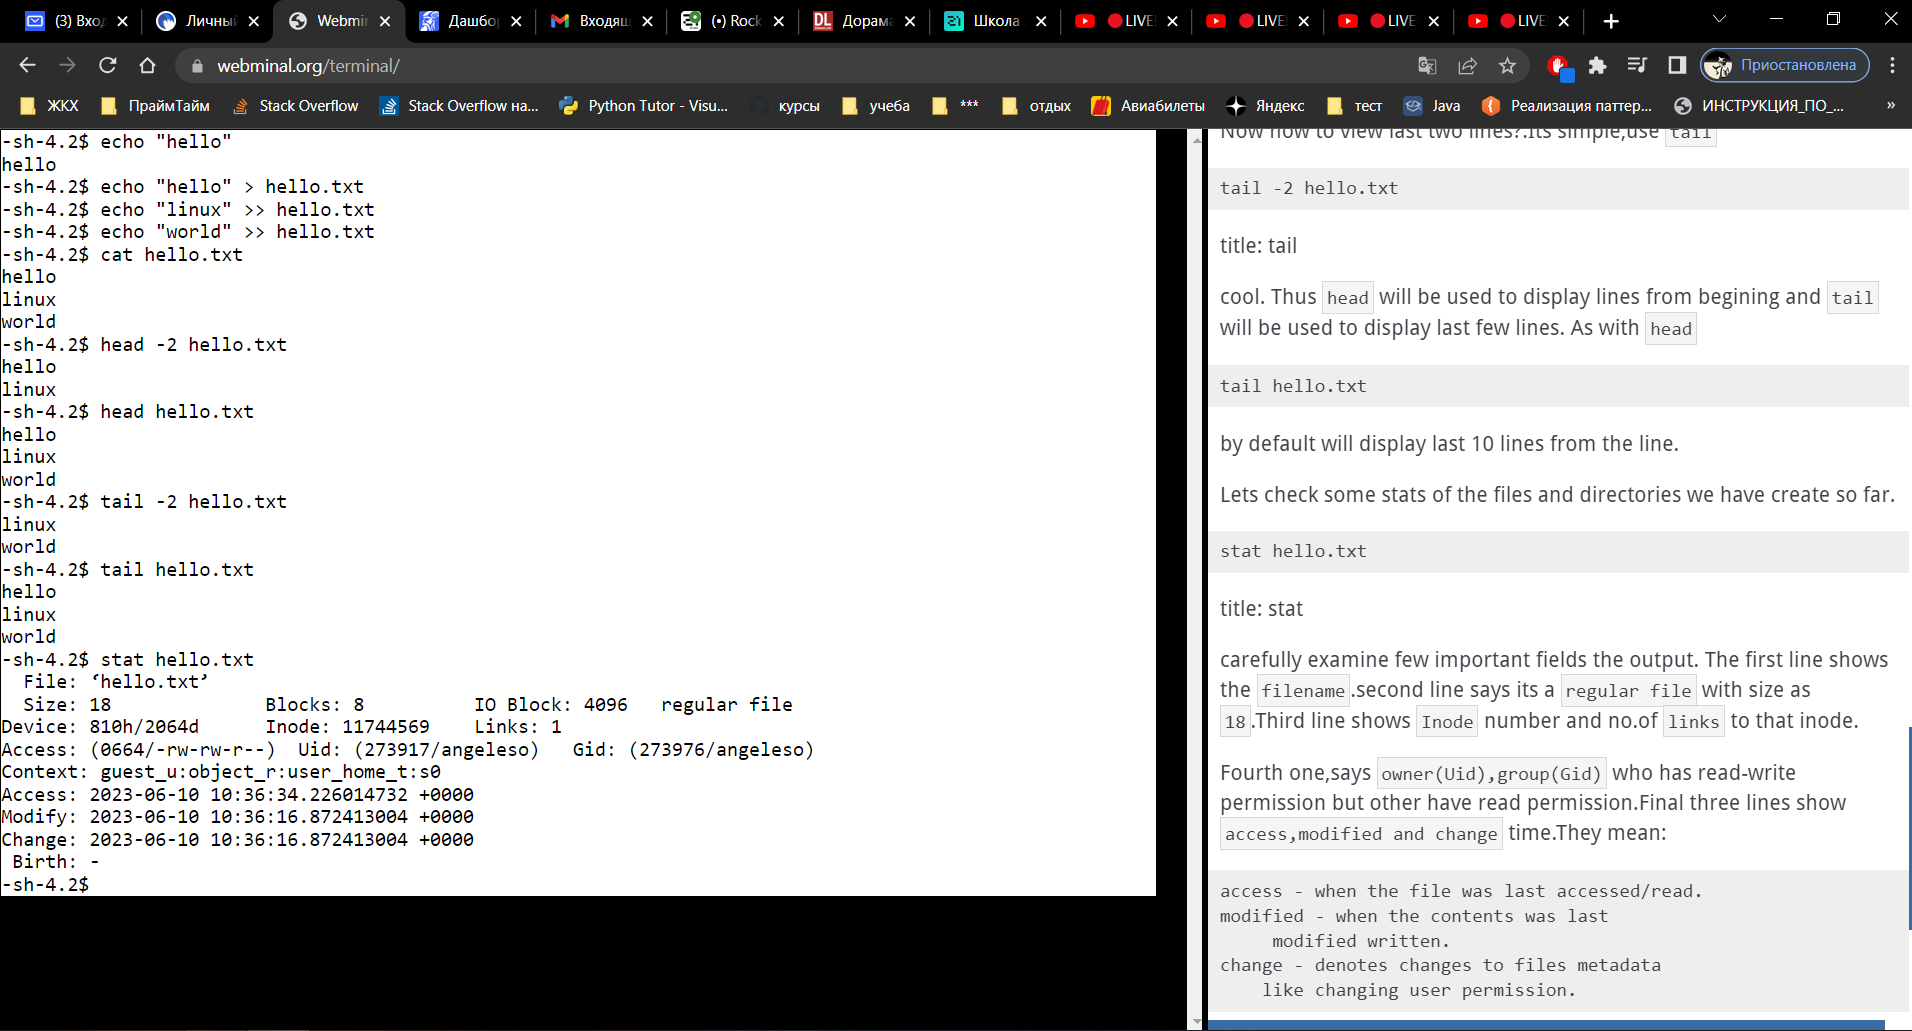 (3) Вход
Личный
Webmin
Дашбор
Входящ
(•) Rock
DL
Дорама
21
Школа
LIVE
LIVE
LIVE
LIVE
webminal.org/terminal/
Приостановлена
ЖКХ
ПраймТайм
Stack Overflow
Stack Overflow на...
Python Tutor - Visu...
курсы
учеба
***
отдых
Авиабилеты
Яндекс
тест
Java
Реализация паттер...
ИНСТРУКЦИЯ_ПО_...
»
-sh-4.2$ echo "hello"
hello
-sh-4.2$ echo "hello" > hello.txt
-sh-4.2$ echo "linux" >> hello.txt
-sh-4.2$ echo "world" >> hello.txt
-sh-4.2$ cat hello.txt
hello
linux
world
-sh-4.2$ head -2 hello.txt
hello
linux
-sh-4.2$ head hello.txt
hello
linux
world
-sh-4.2$ tail -2 hello.txt
linux
world
-sh-4.2$ tail hello.txt
hello
linux
world
-sh-4.2$ stat hello.txt
  File: ‘hello.txt’
  Size: 18              Blocks: 8          IO Block: 4096   regular file
Device: 810h/2064d      Inode: 11744569    Links: 1
Access: (0664/-rw-rw-r--)  Uid: (273917/angeleso)   Gid: (273976/angeleso)
Context: guest_u:object_r:user_home_t:s0
Access: 2023-06-10 10:36:34.226014732 +0000
Modify: 2023-06-10 10:36:16.872413004 +0000
Change: 2023-06-10 10:36:16.872413004 +0000
 Birth: -
-sh-4.2$
Now how to view last two lines?.Its simple,use tail
tail -2 hello.txt
title: tail
cool. Thus head will be used to display lines from begining and tail
will be used to display last few lines. As with head
tail hello.txt
by default will display last 10 lines from the line.
Lets check some stats of the files and directories we have create so far.
stat hello.txt
title: stat
carefully examine few important fields the output. The first line shows
the filename .second line says its a regular file with size as
18 .Third line shows Inode number and no.of links to that inode.
Fourth one,says owner(Uid),group(Gid) who has read-write
permission but other have read permission.Final three lines show
access,modified and change time.They mean:
access - when the file was last accessed/read.
modified - when the contents was last
     modified written.
change - denotes changes to files metadata
    like changing user permission.